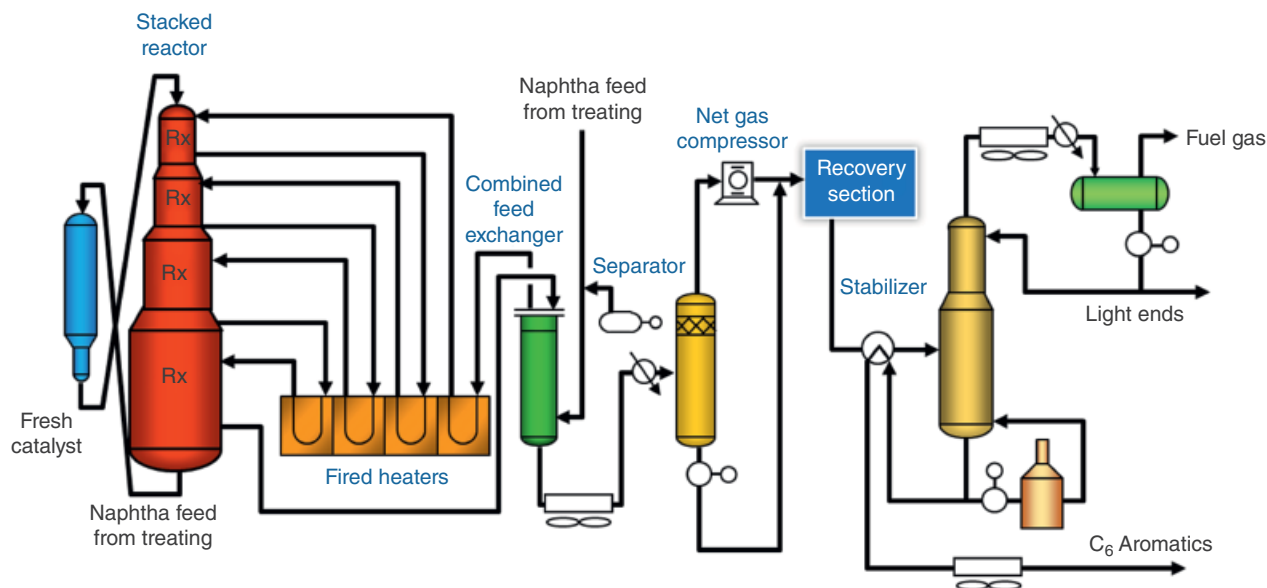 Stacked
reactor
Naphtha feed
from treating
Net gas
compressor
Fuel gas
Rx
Recovery
section
Combined
feed
exchanger
Rx
Separator
Rx
Stabilizer
Light ends
Rx
Fresh
catalyst
Fired heaters
Naphtha feed
from treating
C₆ Aromatics